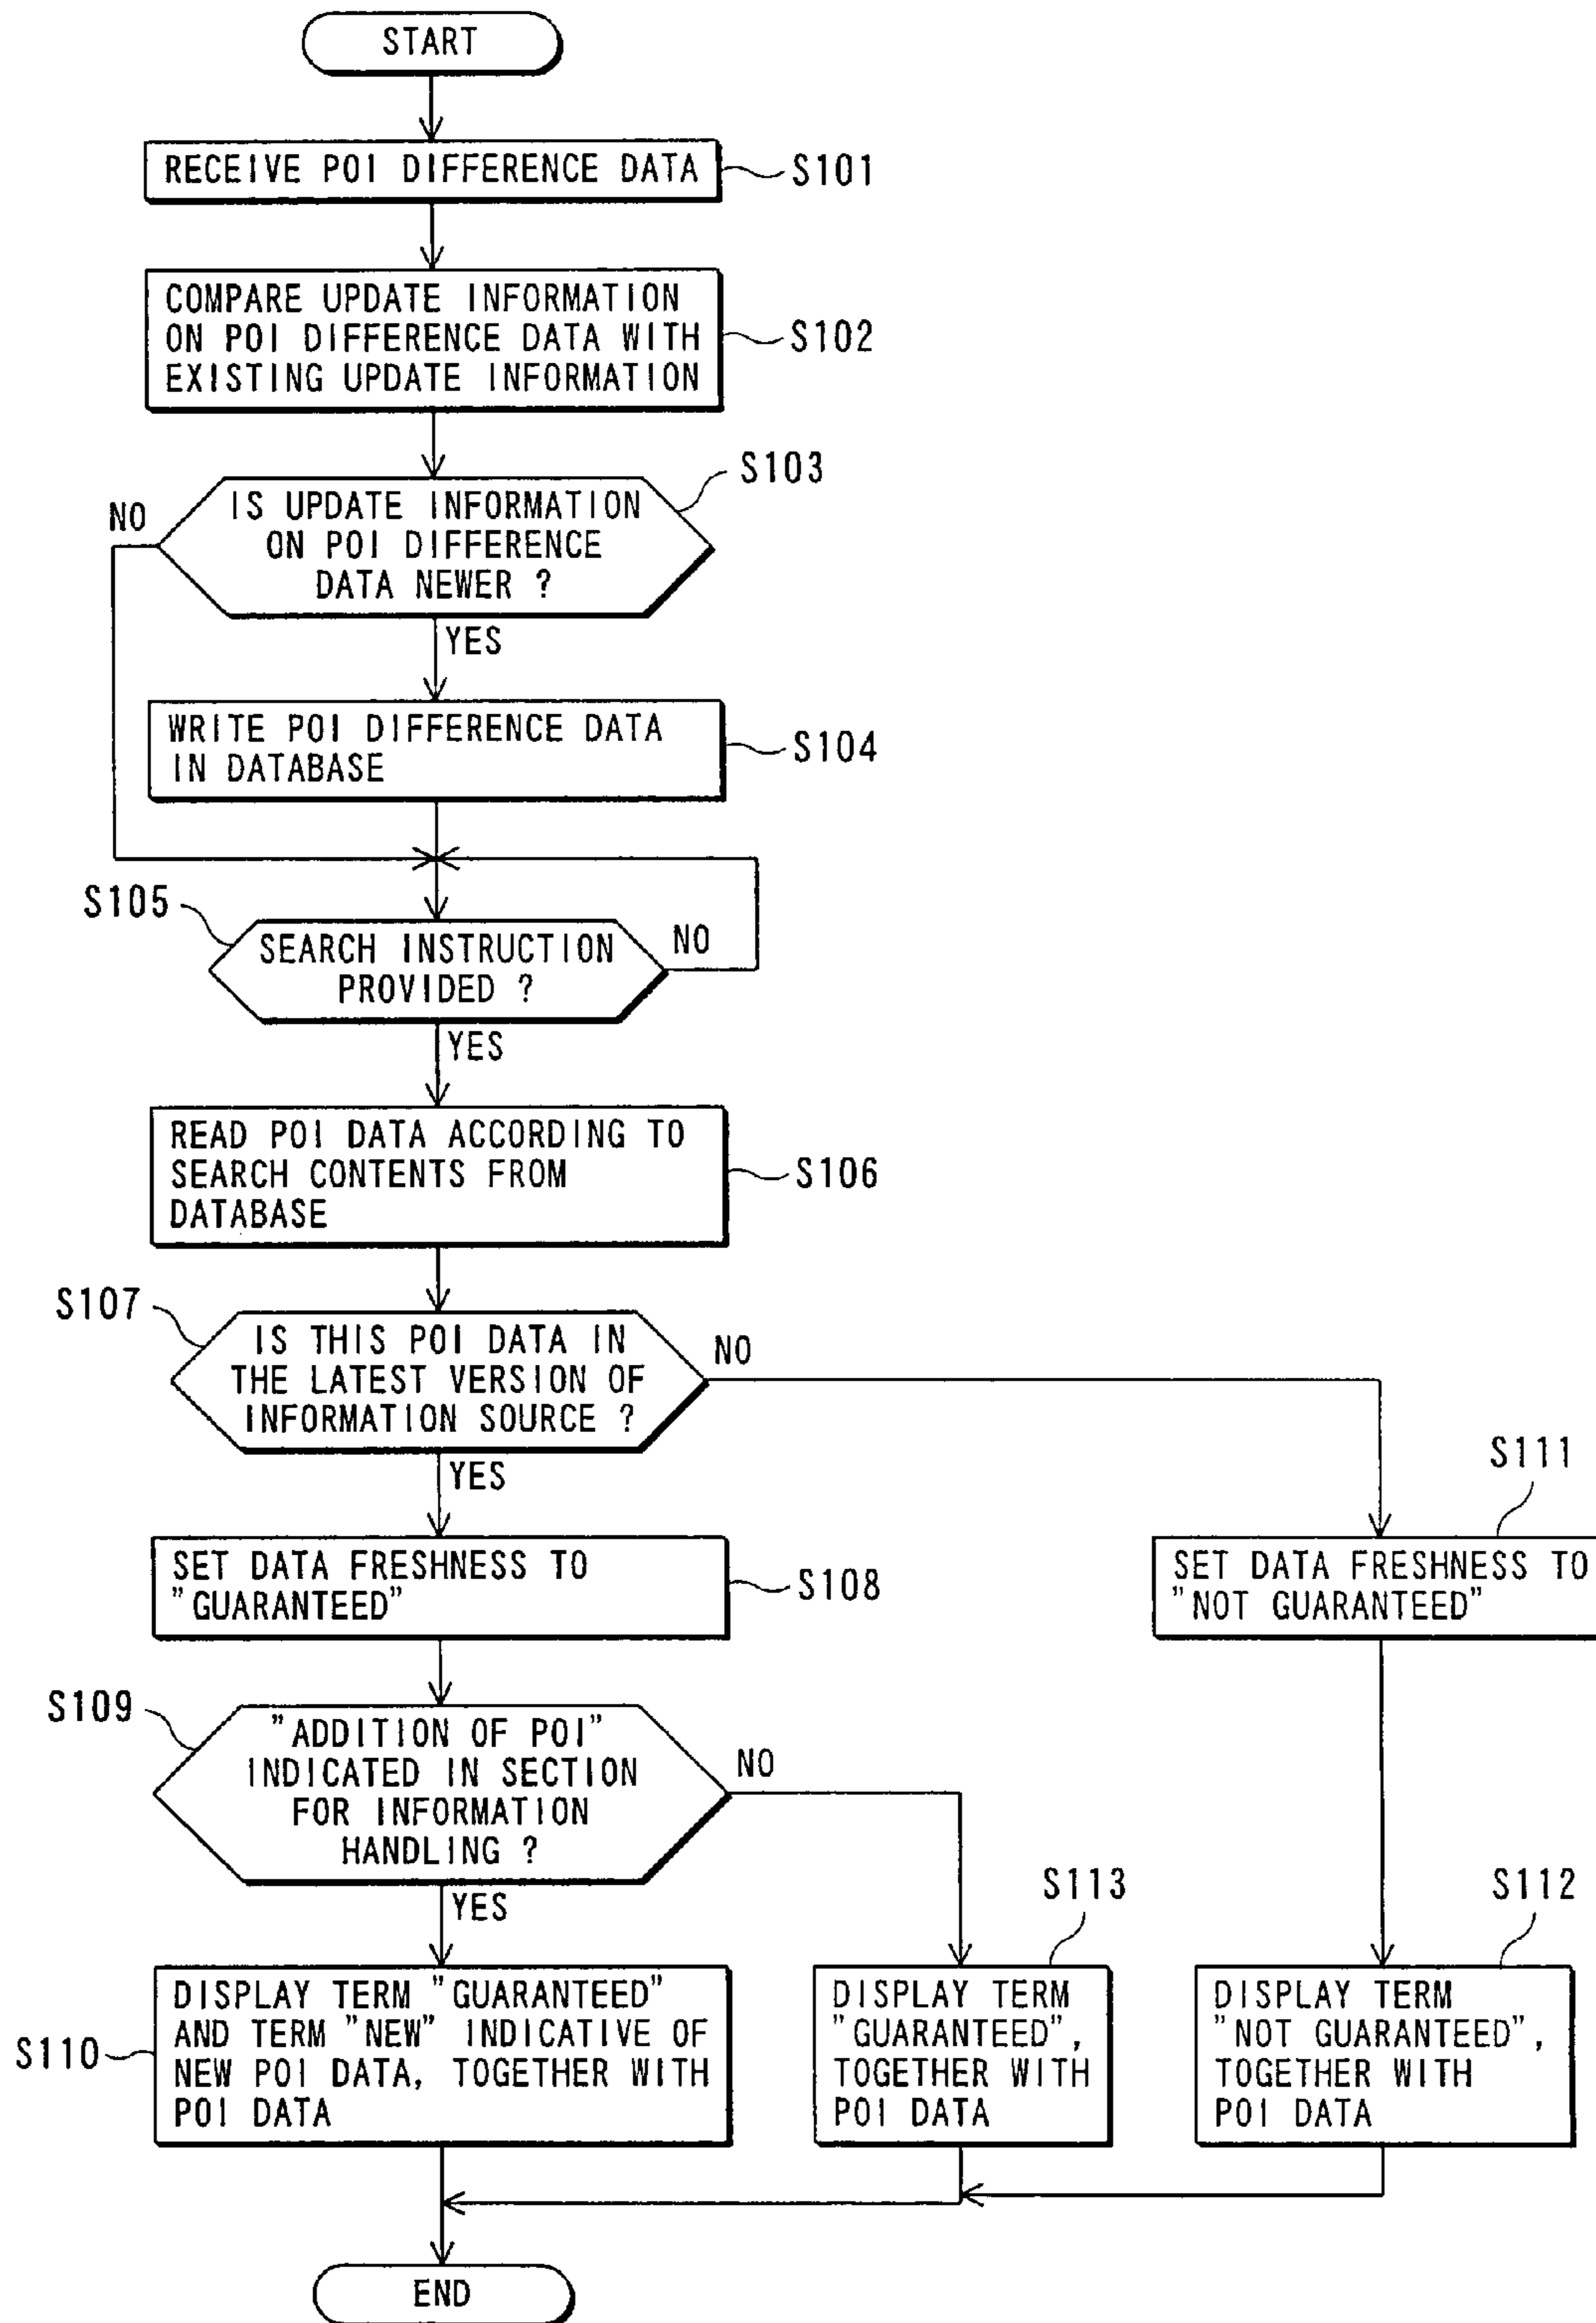 START
RECEIVE POI DIFFERENCE DATA
S101
COMPARE UPDATE INFORMATION
ON POI DIFFERENCE DATA WITH
EXISTING UPDATE INFORMATION
S102
S103
IS UPDATE INFORMATION
ON POI DIFFERENCE
DATA NEWER ?
NO
YES
WRITE POI DIFFERENCE DATA
IN DATABASE
S104
S105
SEARCH INSTRUCTION
PROVIDED ?
NO
YES
READ POI DATA ACCORDING TO
SEARCH CONTENTS FROM
DATABASE
S106
S107
IS THIS POI DATA IN
THE LATEST VERSION OF
INFORMATION SOURCE ?
NO
YES
S111
SET DATA FRESHNESS TO
"GUARANTEED"
S108
SET DATA FRESHNESS TO
"NOT GUARANTEED"
S109
"ADDITION OF POI"
INDICATED IN SECTION
FOR INFORMATION
HANDLING ?
NO
YES
S113
S112
S110
DISPLAY TERM "GUARANTEED"
AND TERM "NEW" INDICATIVE OF
NEW POI DATA, TOGETHER WITH
POI DATA
DISPLAY TERM
"GUARANTEED",
TOGETHER WITH
POI DATA
DISPLAY TERM
"NOT GUARANTEED",
TOGETHER WITH
POI DATA
END